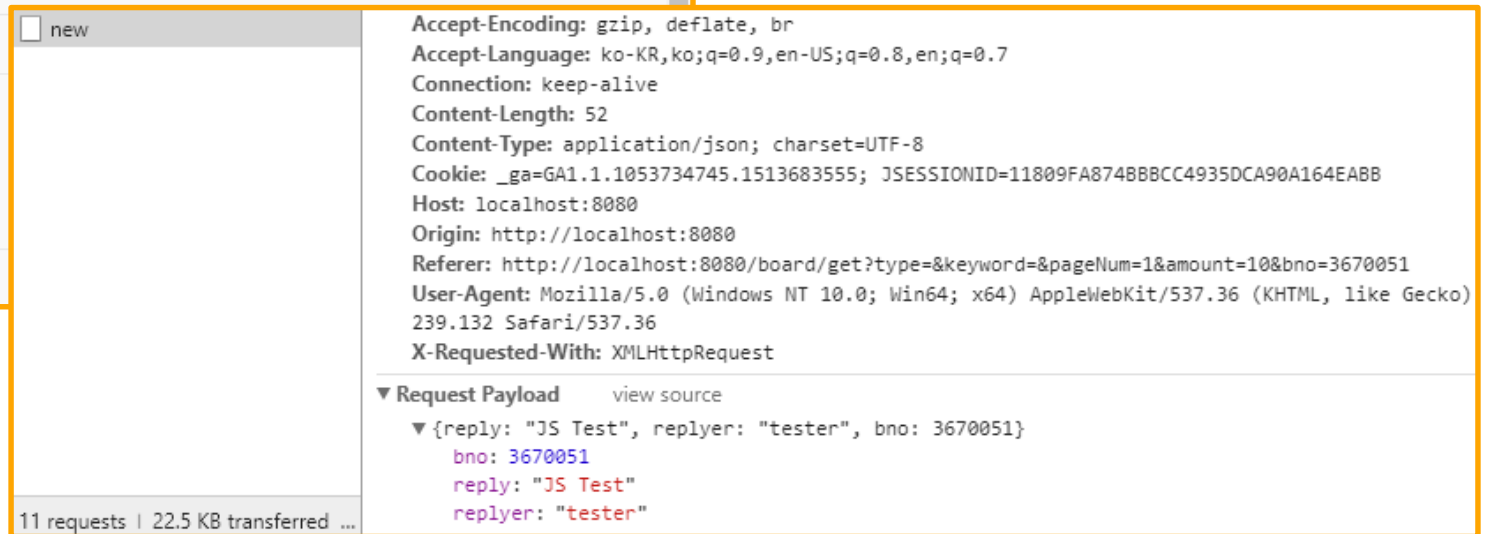 new
Accept-Encoding: gzip, deflate, br
Accept-Language: ko-KR,ko;q=0.9,en-US;q=0.8,en;q=0.7
Connection: keep-alive
Content-Length: 52
Content-Type: application/json; charset=UTF-8
Cookie: _ga=GA1.1.1053734745.1513683555; JSESSIONID=11809FA874BBBCC4935DCA90A164EABB
Host: localhost:8080
Origin: http://localhost:8080
Referer: http://localhost:8080/board/get?type=&keyword=&pageNum=1&amount=10&bno=3670051
User-Agent: Mozilla/5.0 (Windows NT 10.0; Win64; x64) AppleWebKit/537.36 (KHTML, like Gecko)
239.132 Safari/537.36
X-Requested-With: XMLHttpRequest
▼ Request Payload view source
▼ {reply: "JS Test", replyer: "tester", bno: 3670051}
bno: 3670051
reply: "JS Test"
replyer: "tester"
11 requests | 22.5 KB transferred ...